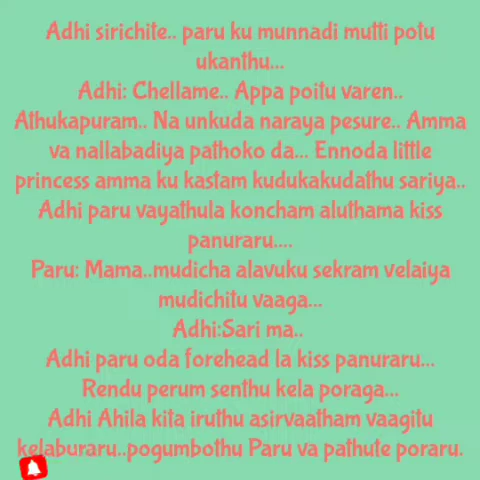 Adhi sirichite.. paru ku munnadi mutti potu
ukanthu...
Adhi: Chellame.. Appa poitu varen..
Athukapuram.. Na unkuda naraya pesure.. Amma
va nallabadiya pathoko da... Ennoda little
princess amma ku kastam kudukakudathu sariya..
Adhi paru vayathula koncham aluthama kiss
panuraru....
Paru: Mama..mudicha alavuku sekram velaiya
mudichitu vaaga...
Adhi:Sari ma..
Adhi paru oda forehead la kiss panuraru...
Rendu perum senthu kela poraga...
Adhi Ahila kita iruthu asirvaatham vaagitu
kelaburaru..pogumbothu Paru va pathute poraru.